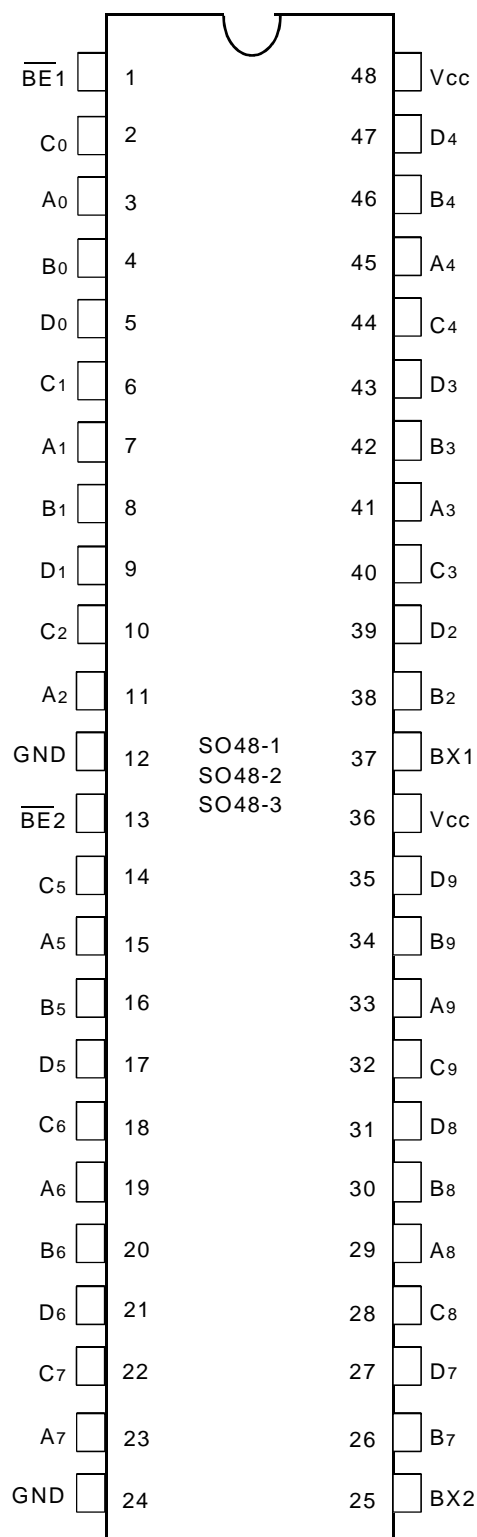 B̅E̅1 1 48 Vcc
C0 2 47 D4
A0 3 46 B4
B0 4 45 A4
D0 5 44 C4
C1 6 43 D3
A1 7 42 B3
B1 8 41 A3
D1 9 40 C3
C2 10 39 D2
A2 11 38 B2
GND 12 SO48-1 37 BX1
SO48-2
B̅E̅2 13 SO48-3 36 Vcc
C5 14 35 D9
A5 15 34 B9
B5 16 33 A9
D5 17 32 C9
C6 18 31 D8
A6 19 30 B8
B6 20 29 A8
D6 21 28 C8
C7 22 27 D7
A7 23 26 B7
GND 24 25 BX2